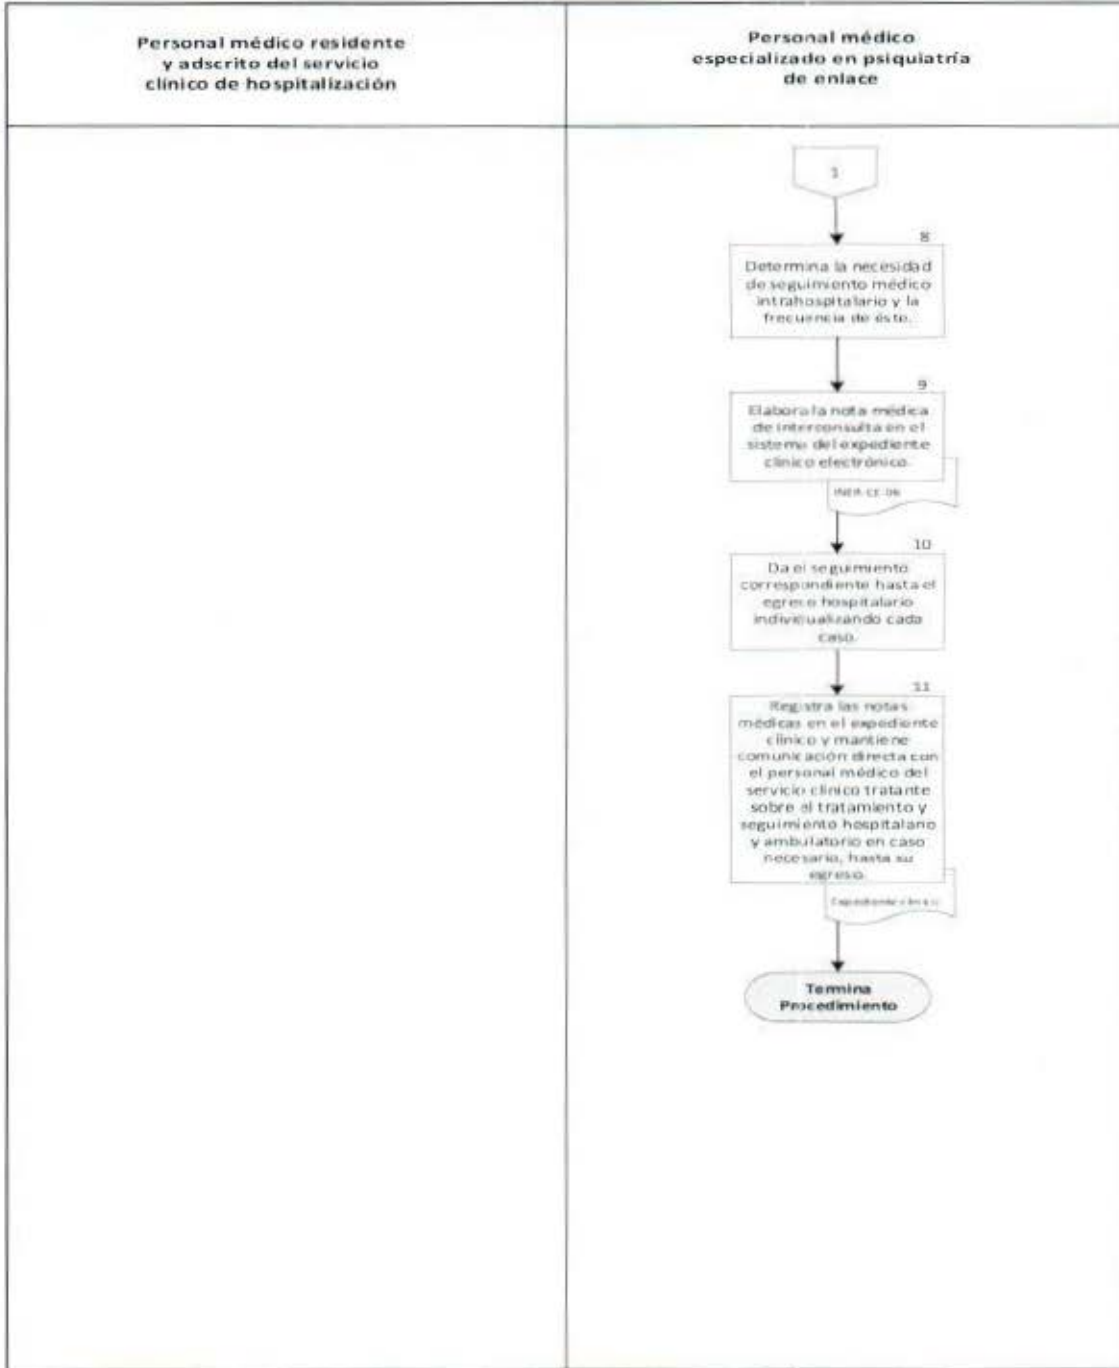 Personal médico residente
y adscrito del servicio
clínico de hospitalización
Personal médico
especializado en psiquiatría
de enlace
1
8
Determina la necesidad
de seguimiento médico
intrahospitalario y la
frecuencia de éste.
9
Elabora la nota médica
de interconsulta en el
sistema del expediente
clínico electrónico.
10
Da el seguimiento
correspondiente hasta el
egreso hospitalario
individualizando cada
caso.
11
Registra las notas
médicas en el expediente
clínico y mantiene
comunicación directa con
el personal médico del
servicio clínico tratante
sobre el tratamiento y
seguimiento hospitalario
y ambulatorio en caso
necesario, hasta su
egreso.
Expediente clínico
Termina
Procedimiento